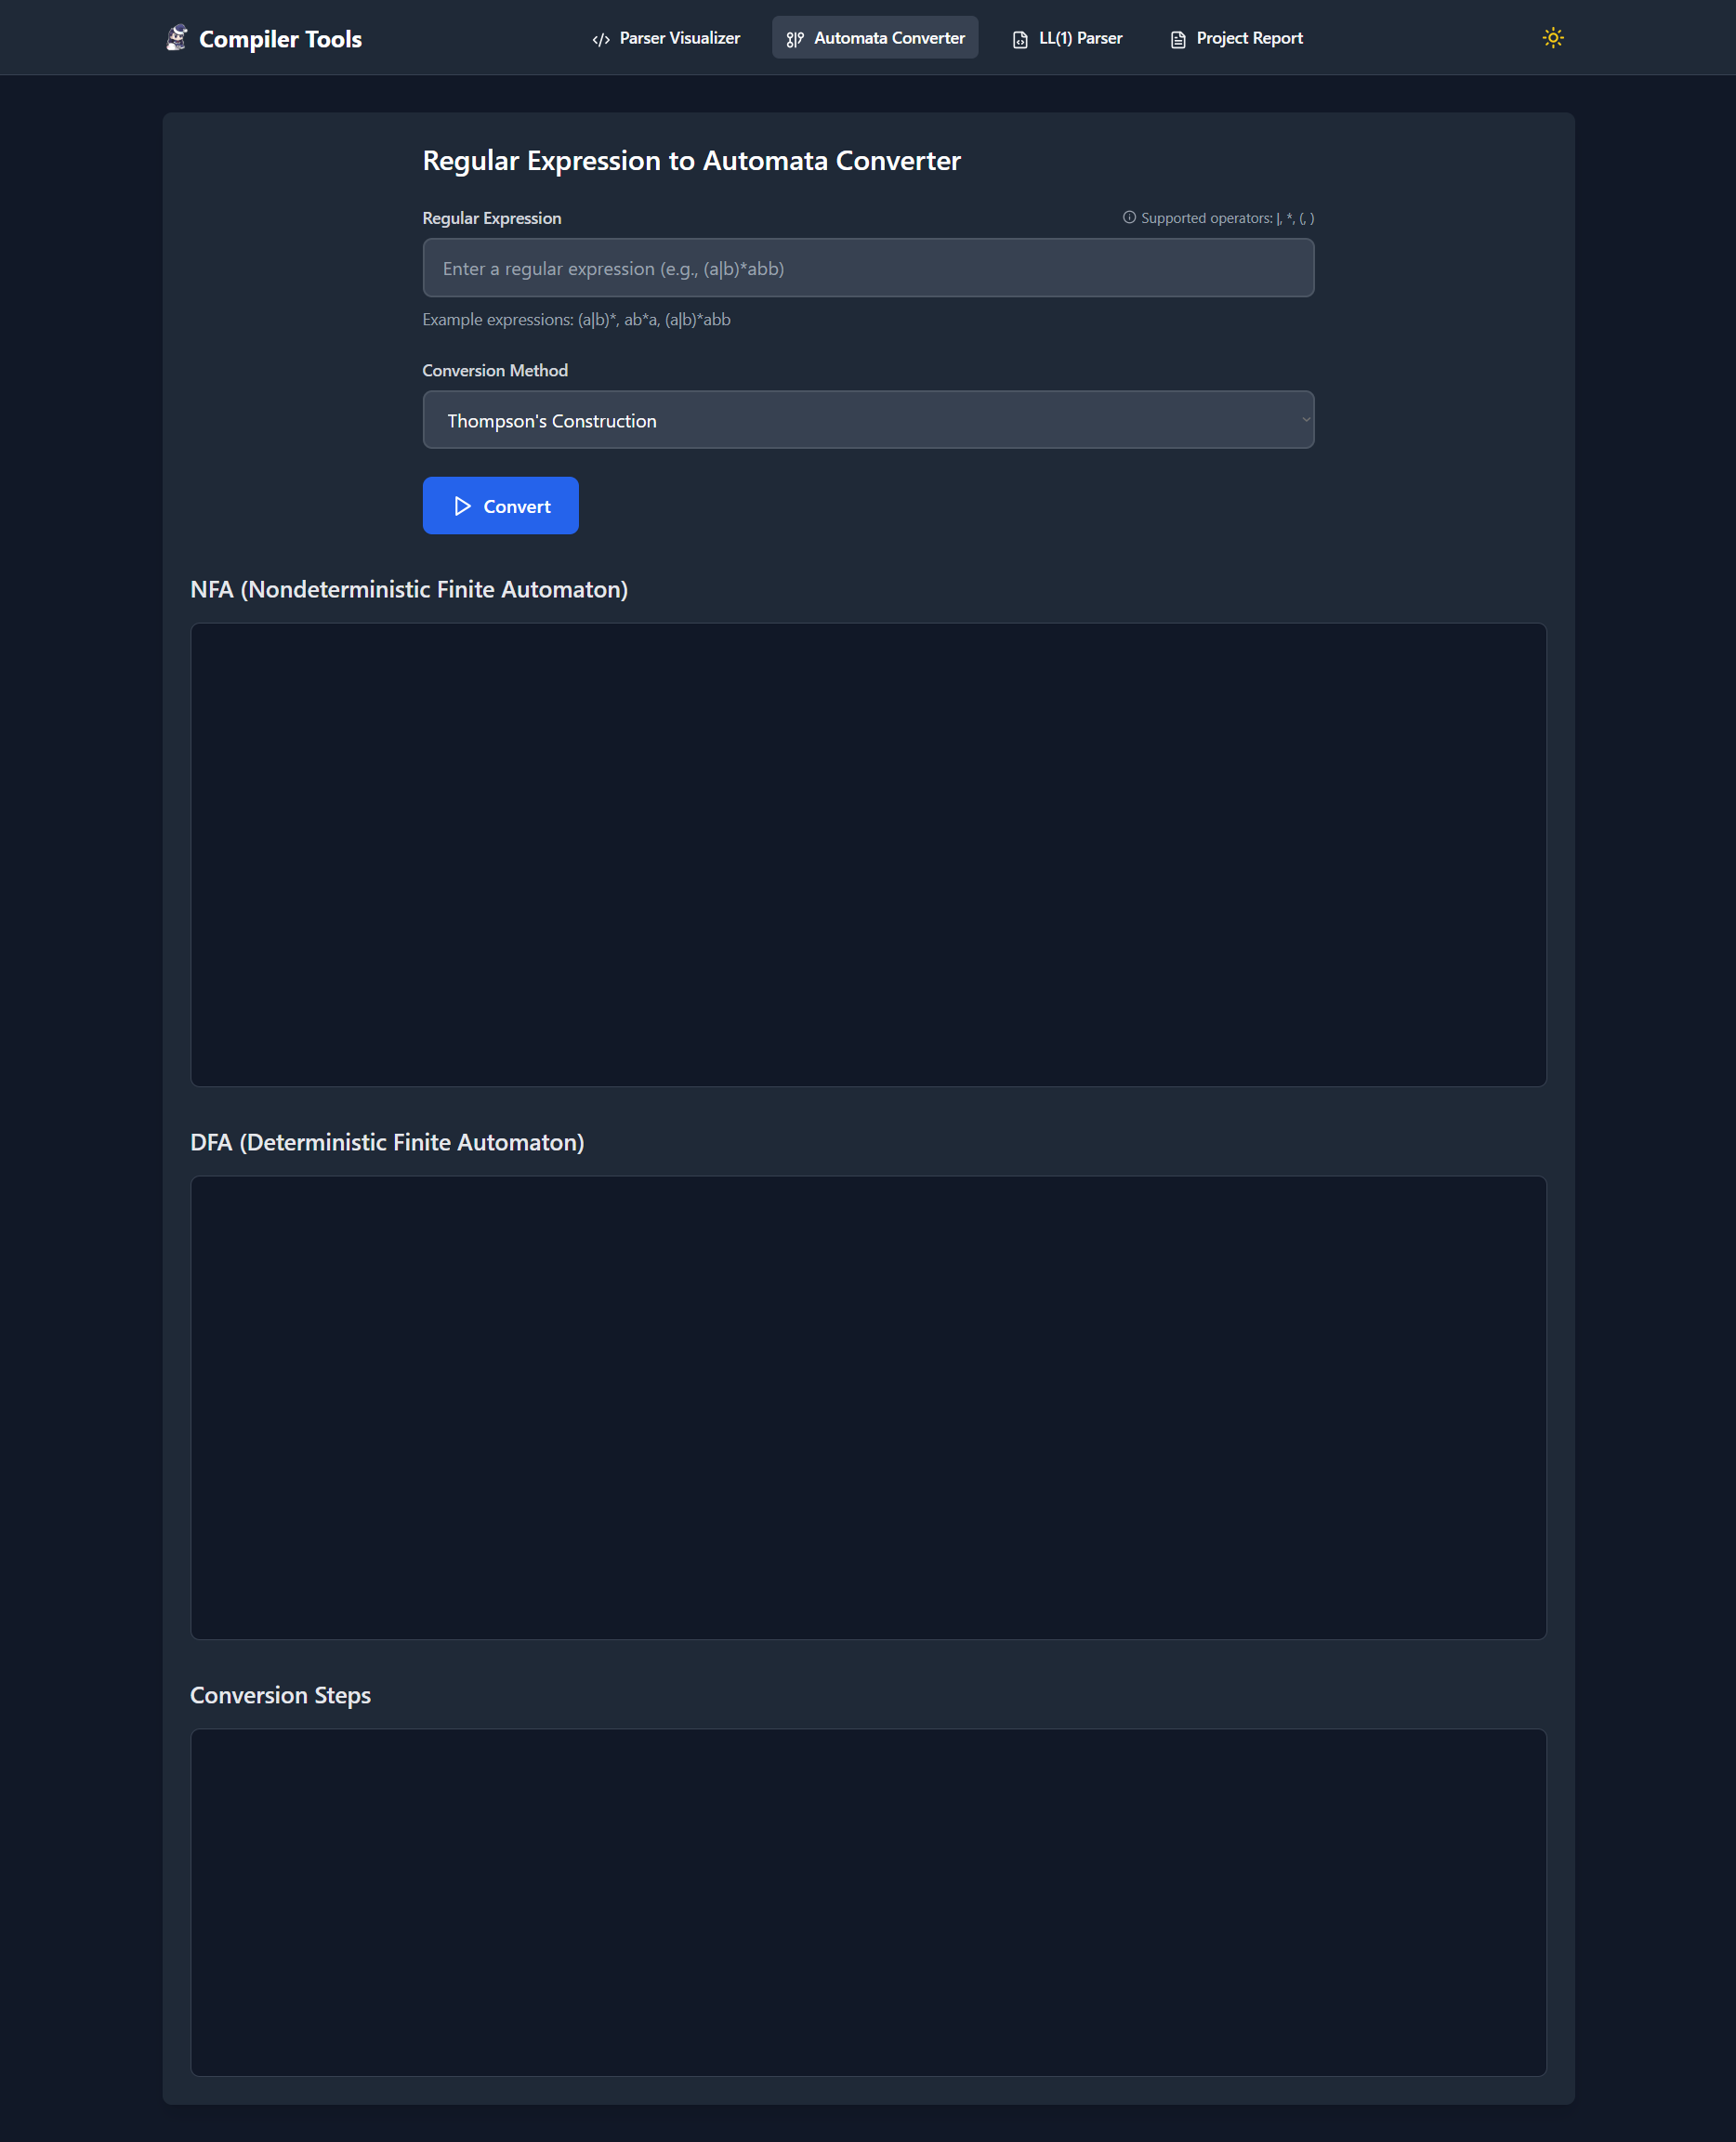 Compiler Tools
Parser Visualizer
Automata Converter
LL(1) Parser
Project Report
Regular Expression to Automata Converter
Regular Expression
Supported operators: |, *, (, )
Enter a regular expression (e.g., (a|b)*abb)
Example expressions: (a|b)*, ab*a, (a|b)*abb
Conversion Method
Thompson's Construction
Convert
NFA (Nondeterministic Finite Automaton)
DFA (Deterministic Finite Automaton)
Conversion Steps